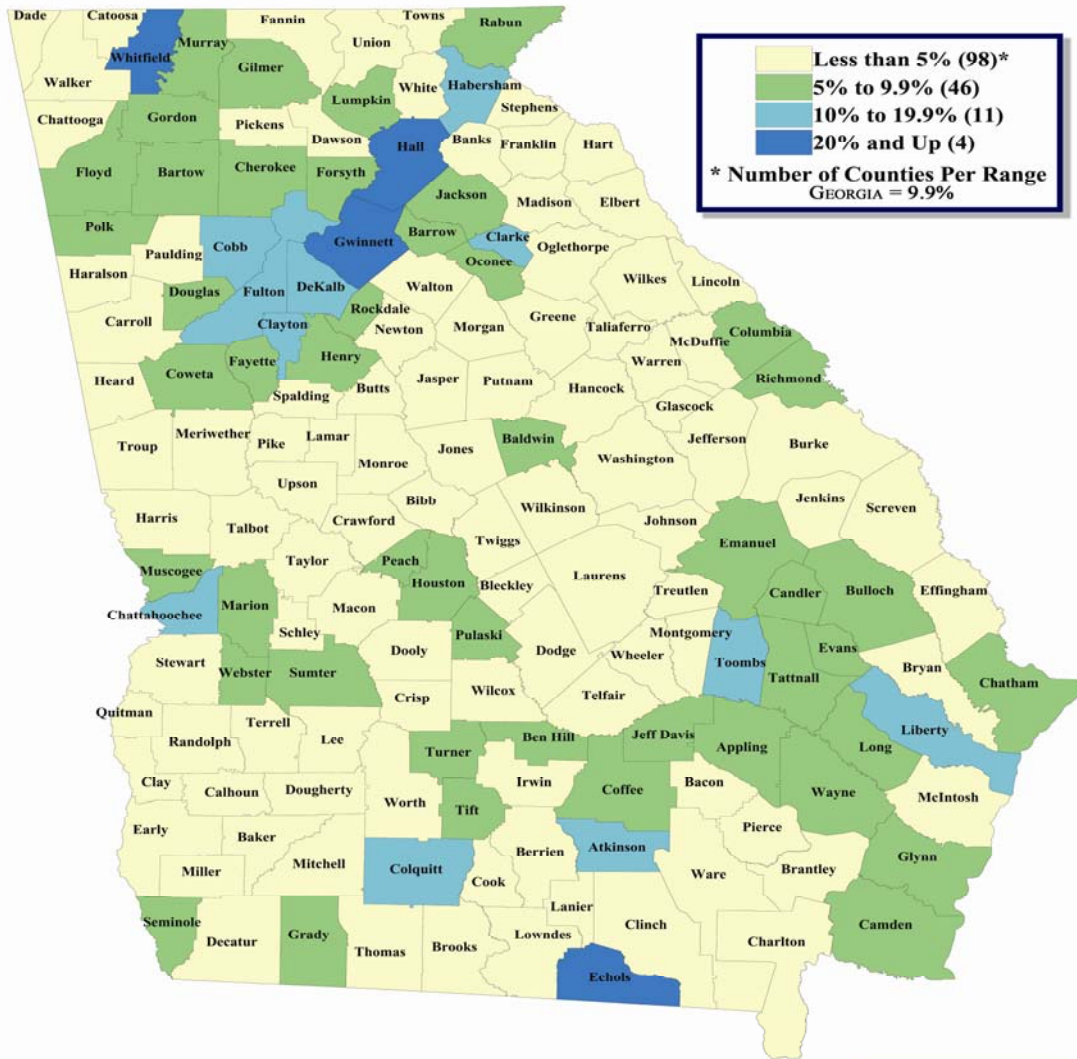 Dade
Catoosa
Fannin
Towns
Rabun
Union
Whitfield
Murray
Gilmer
Walker
White
Habersham
Lumpkin
Stephens
Chattooga
Gordon
Pickens
Dawson
Hall
Banks
Franklin
Hart
Floyd
Bartow
Cherokee
Forsyth
Jackson
Madison
Elbert
Polk
Paulding
Cobb
Gwinnett
Barrow
Clarke
Oglethorpe
Oconee
Haralson
Douglas
Fulton
DeKalb
Walton
Wilkes
Lincoln
Carroll
Clayton
Rockdale
Newton
Morgan
Greene
Taliaferro
McDuffie
Columbia
Warren
Richmond
Heard
Coweta
Fayette
Henry
Spalding
Butts
Jasper
Putnam
Hancock
Glascock
Troup
Meriwether
Pike
Lamar
Monroe
Jones
Baldwin
Washington
Jefferson
Burke
Upson
Bibb
Wilkinson
Jenkins
Screven
Harris
Talbot
Crawford
Twiggs
Johnson
Emanuel
Taylor
Peach
Houston
Bleckley
Laurens
Treutlen
Candler
Bulloch
Effingham
Muscogee
Chattahoochee
Marion
Macon
Schley
Pulaski
Dooly
Dodge
Wheeler
Montgomery
Toombs
Tattnall
Evans
Bryan
Chatham
Stewart
Webster
Sumter
Crisp
Wilcox
Telfair
Liberty
Long
Quitman
Randolph
Terrell
Lee
Turner
Ben Hill
Jeff Davis
Appling
Wayne
McIntosh
Clay
Calhoun
Dougherty
Worth
Tift
Irwin
Coffee
Bacon
Pierce
Early
Baker
Miller
Mitchell
Colquitt
Berrien
Cook
Atkinson
Ware
Brantley
Glynn
Seminole
Decatur
Grady
Thomas
Brooks
Lowndes
Lanier
Clinch
Echols
Charlton
Camden
Less than 5% (98)*
5% to 9.9% (46)
10% to 19.9% (11)
20% and Up (4)
* Number of Counties Per Range
GEORGIA = 9.9%